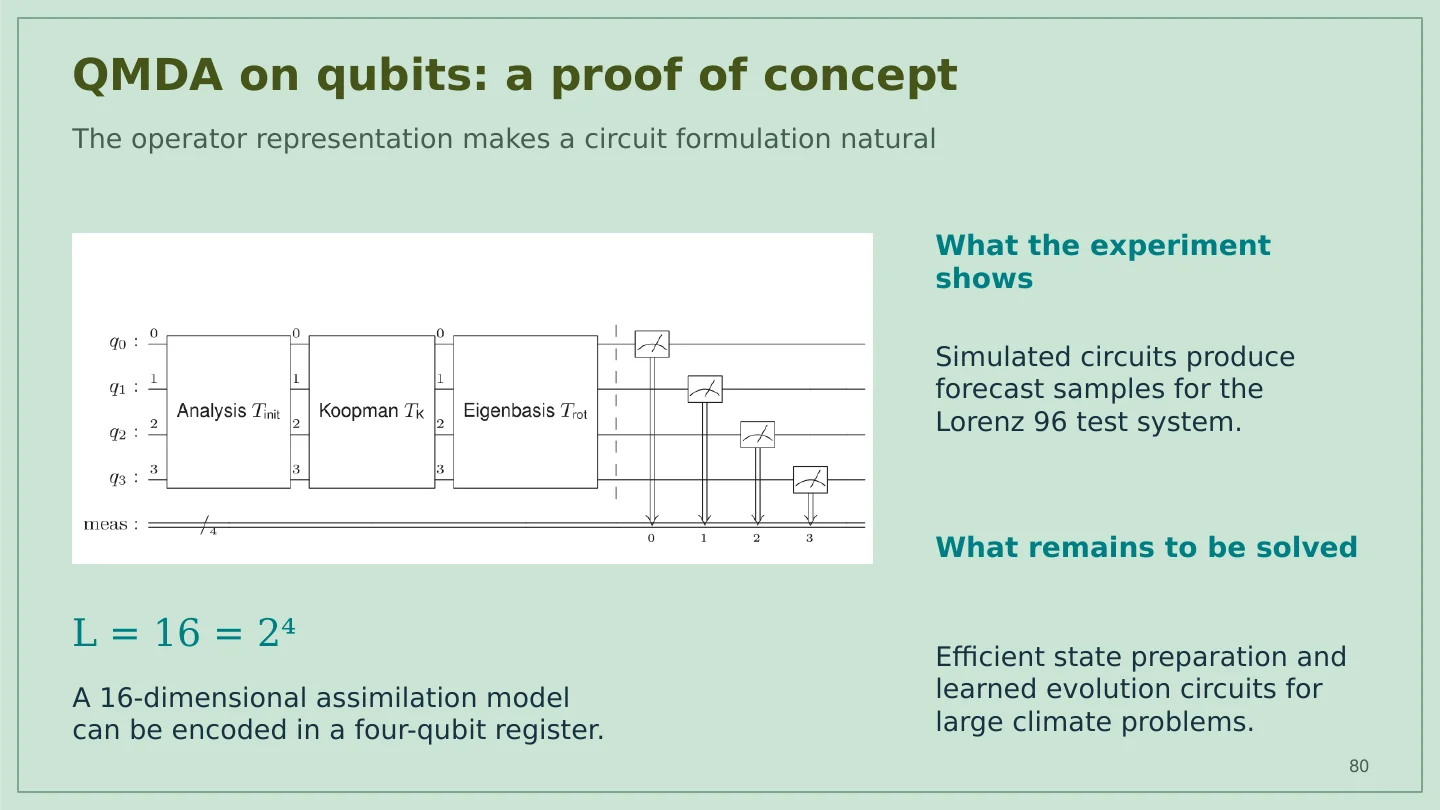 QMDA on qubits: a proof of concept
The operator representation makes a circuit formulation natural
q₀ : 0 0 0
q₁ : 1 1 1
Analysis T_init Koopman T_K Eigenbasis T_rot
q₂ : 2 2 2
q₃ : 3 3 3
meas : 4
0 1 2 3
L = 16 = 2⁴
A 16-dimensional assimilation model
can be encoded in a four-qubit register.
What the experiment
shows
Simulated circuits produce
forecast samples for the
Lorenz 96 test system.
What remains to be solved
Efficient state preparation and
learned evolution circuits for
large climate problems.
80